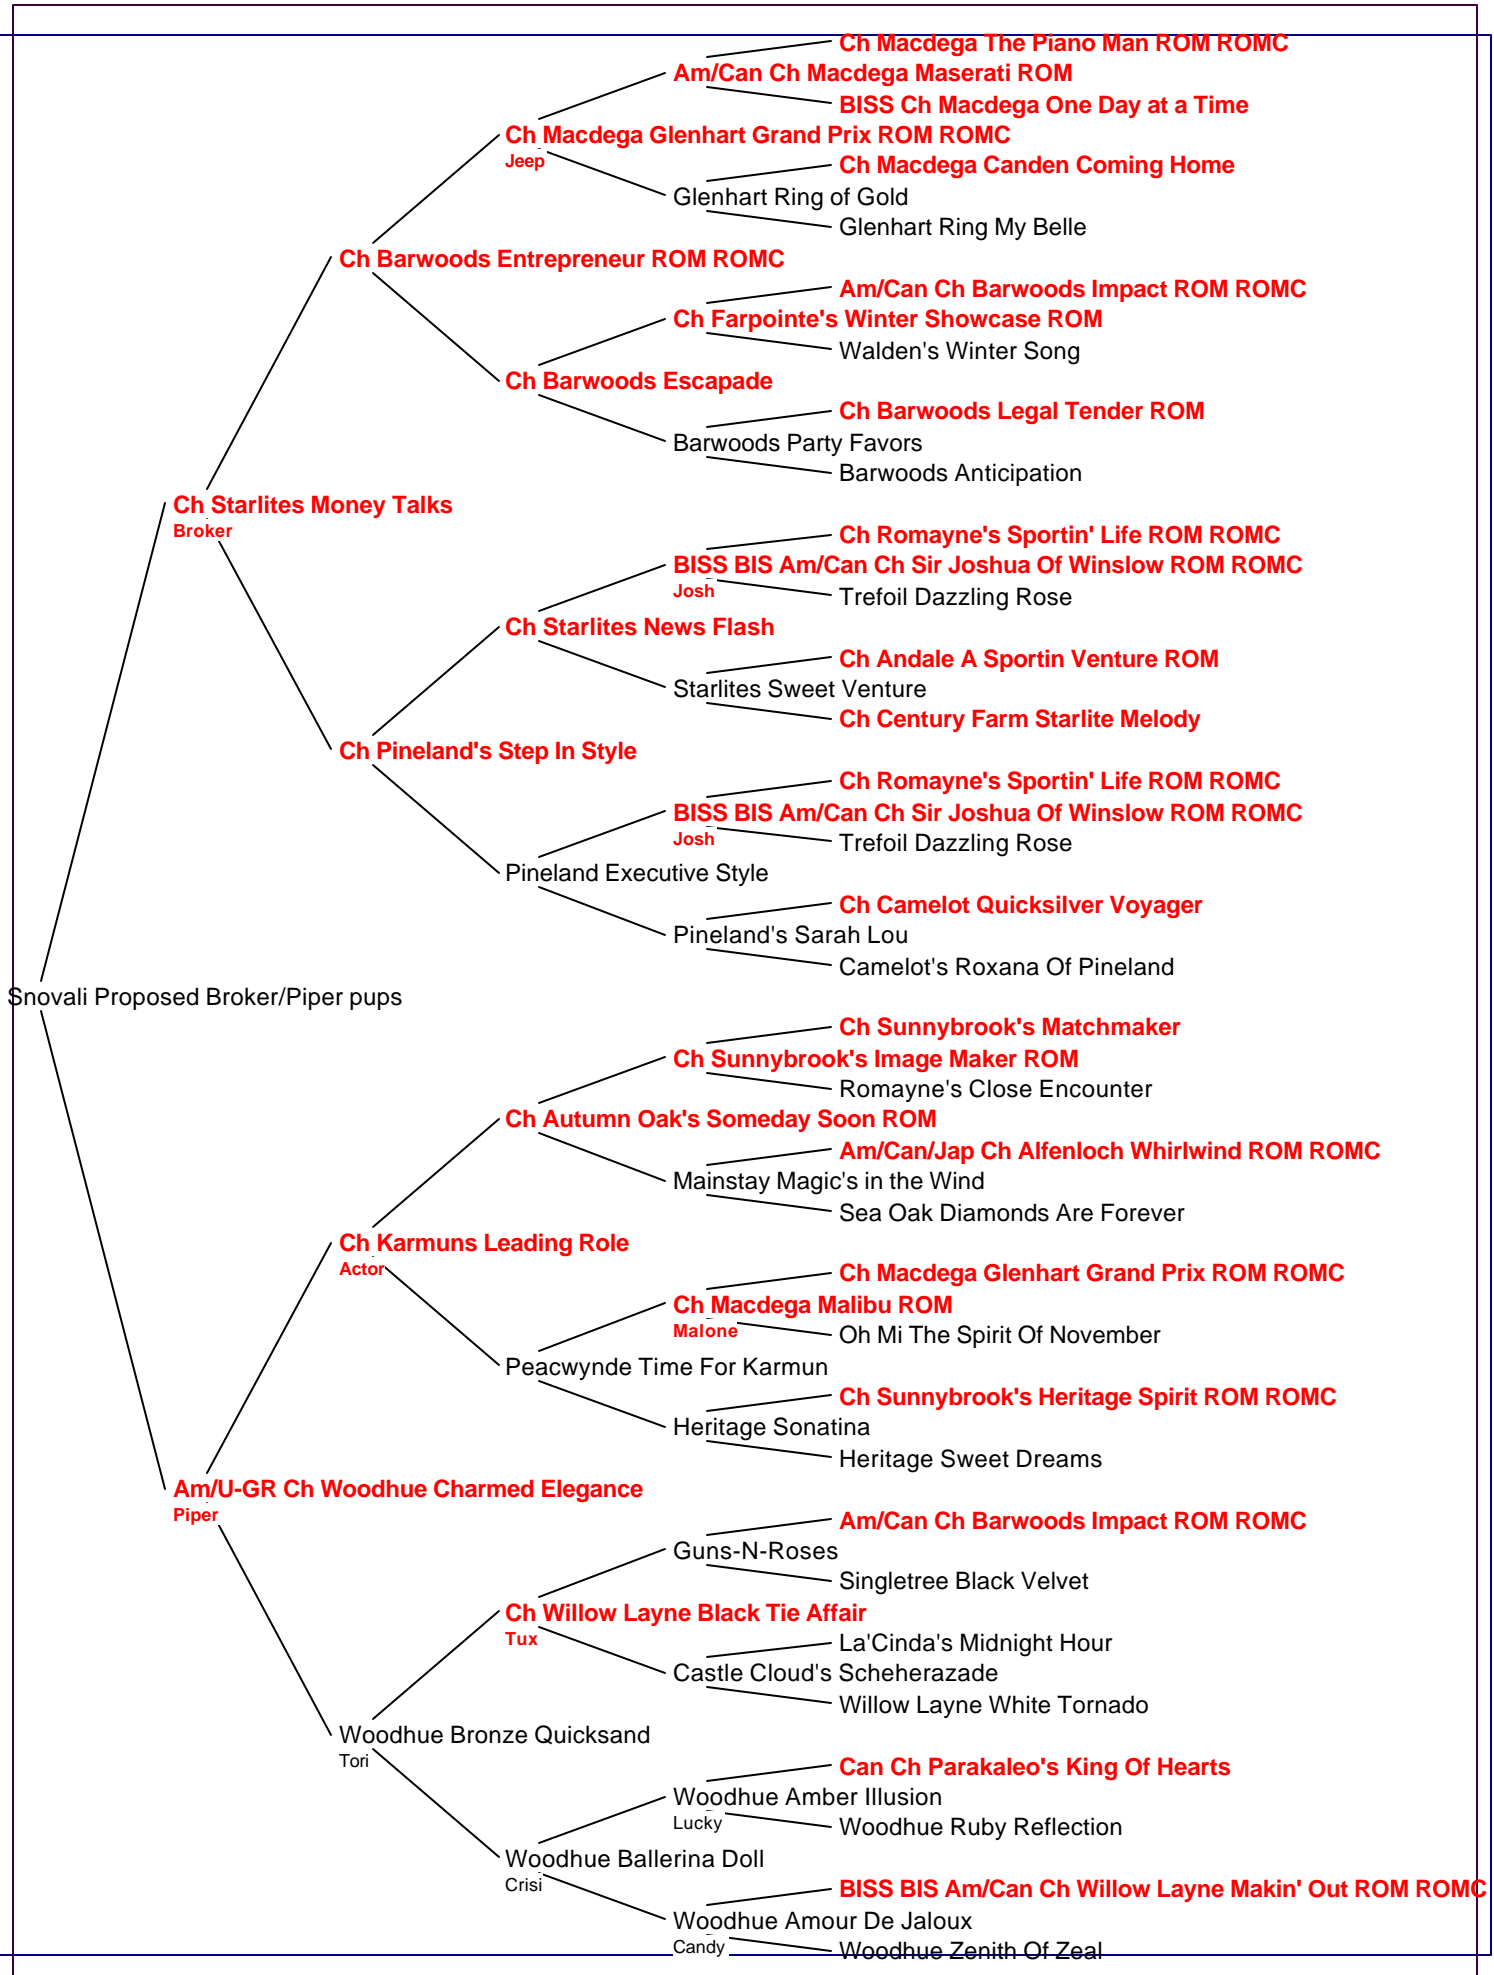 Ch Macdega The Piano Man ROM ROMC
Am/Can Ch Macdega Maserati ROM
BISS Ch Macdega One Day at a Time
Ch Macdega Glenhart Grand Prix ROM ROMC
Jeep
Ch Macdega Canden Coming Home
Glenhart Ring of Gold
Glenhart Ring My Belle
Ch Barwoods Entrepreneur ROM ROMC
Am/Can Ch Barwoods Impact ROM ROMC
Ch Farpointe's Winter Showcase ROM
Walden's Winter Song
Ch Barwoods Escapade
Ch Barwoods Legal Tender ROM
Barwoods Party Favors
Barwoods Anticipation
Ch Starlites Money Talks
Broker
Ch Romayne's Sportin' Life ROM ROMC
BISS BIS Am/Can Ch Sir Joshua Of Winslow ROM ROMC
Josh
Trefoil Dazzling Rose
Ch Starlites News Flash
Ch Andale A Sportin Venture ROM
Starlites Sweet Venture
Ch Century Farm Starlite Melody
Ch Pineland's Step In Style
Ch Romayne's Sportin' Life ROM ROMC
BISS BIS Am/Can Ch Sir Joshua Of Winslow ROM ROMC
Josh
Trefoil Dazzling Rose
Pineland Executive Style
Ch Camelot Quicksilver Voyager
Pineland's Sarah Lou
Camelot's Roxana Of Pineland
Snovali Proposed Broker/Piper pups
Ch Sunnybrook's Matchmaker
Ch Sunnybrook's Image Maker ROM
Romayne's Close Encounter
Ch Autumn Oak's Someday Soon ROM
Am/Can/Jap Ch Alfenloch Whirlwind ROM ROMC
Mainstay Magic's in the Wind
Sea Oak Diamonds Are Forever
Ch Karmuns Leading Role
Actor
Ch Macdega Glenhart Grand Prix ROM ROMC
Ch Macdega Malibu ROM
Malone
Oh Mi The Spirit Of November
Peacwynde Time For Karmun
Ch Sunnybrook's Heritage Spirit ROM ROMC
Heritage Sonatina
Heritage Sweet Dreams
Am/U-GR Ch Woodhue Charmed Elegance
Piper
Am/Can Ch Barwoods Impact ROM ROMC
Guns-N-Roses
Singletree Black Velvet
Ch Willow Layne Black Tie Affair
Tux
La'Cinda's Midnight Hour
Castle Cloud's Scheherazade
Willow Layne White Tornado
Woodhue Bronze Quicksand
Tori
Can Ch Parakaleo's King Of Hearts
Woodhue Amber Illusion
Lucky
Woodhue Ruby Reflection
Woodhue Ballerina Doll
Crisi
BISS BIS Am/Can Ch Willow Layne Makin' Out ROM ROMC
Woodhue Amour De Jaloux
Candy
Woodhue Zenith Of Zeal